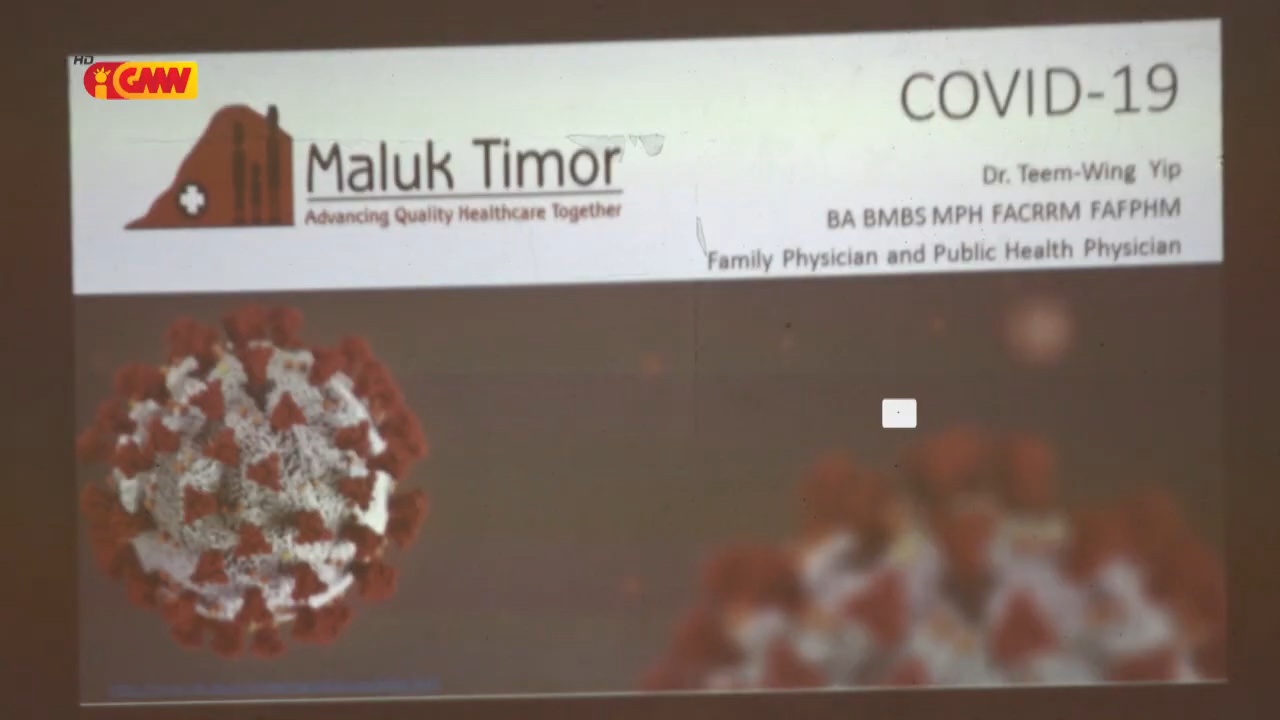 HD
GMN
Maluk Timor
Advancing Quality Healthcare Together
COVID-19
Dr. Teem-Wing Yip
BA BMBS MPH FACRRM FAFPHM
Family Physician and Public Health Physician